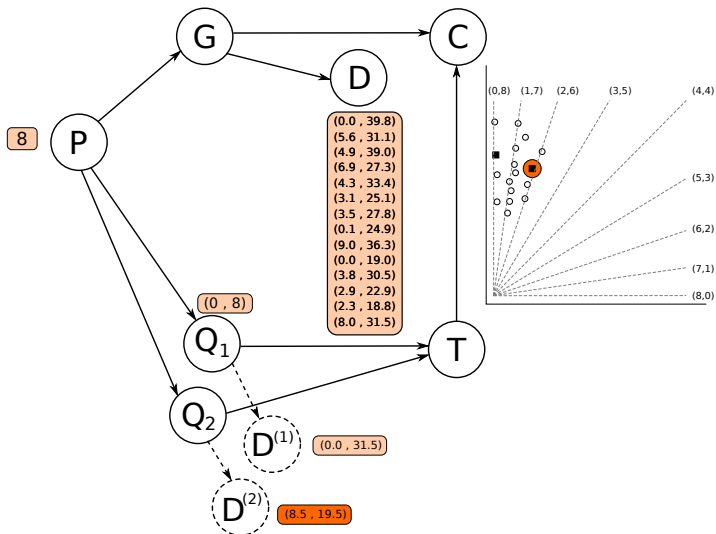 G
C
D
(0,8) (1,7) (2,6) (3,5) (4,4)
8
P
(0.0 , 39.8)
(5.6 , 31.1)
(4.9 , 39.0)
(6.9 , 27.3)
(4.3 , 33.4)
(3.1 , 25.1)
(3.5 , 27.8)
(0.1 , 24.9)
(9.0 , 36.3)
(0.0 , 19.0)
(3.8 , 30.5)
(2.9 , 22.9)
(2.3 , 18.8)
(8.0 , 31.5)
(5,3)
(6,2)
(7,1)
(8,0)
(0 , 8)
Q1
T
Q2
D(1)
(0.0 , 31.5)
D(2)
(8.5 , 19.5)